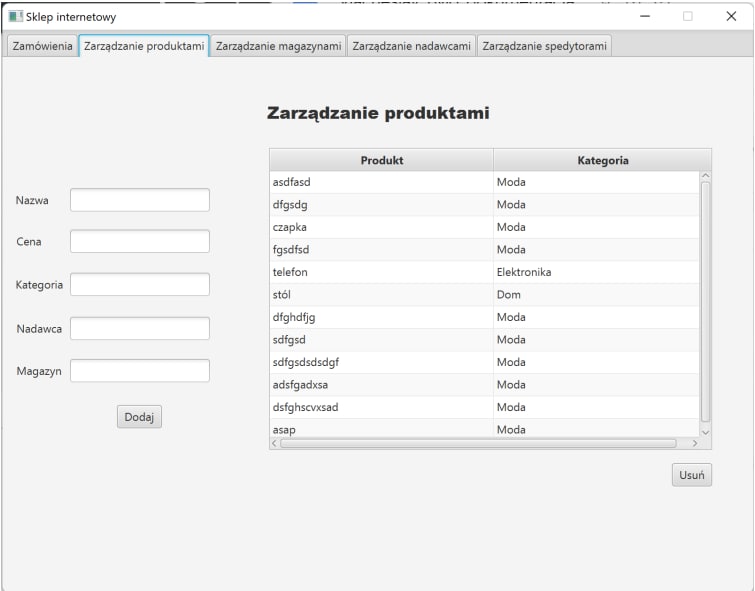 Sklep internetowy
Zamówienia Zarządzanie produktami Zarządzanie magazynami Zarządzanie nadawcami Zarządzanie spedytorami
Zarządzanie produktami
Produkt Kategoria
asdfasd Moda
dfgsdg Moda
czapka Moda
fgsdfsd Moda
telefon Elektronika
stól Dom
dfghdfjg Moda
sdfgsd Moda
sdfgsdsdsdgf Moda
adsfgadxsa Moda
dsfghscvxsad Moda
asap Moda
Nazwa
Cena
Kategoria
Nadawca
Magazyn
Dodaj
Usuń